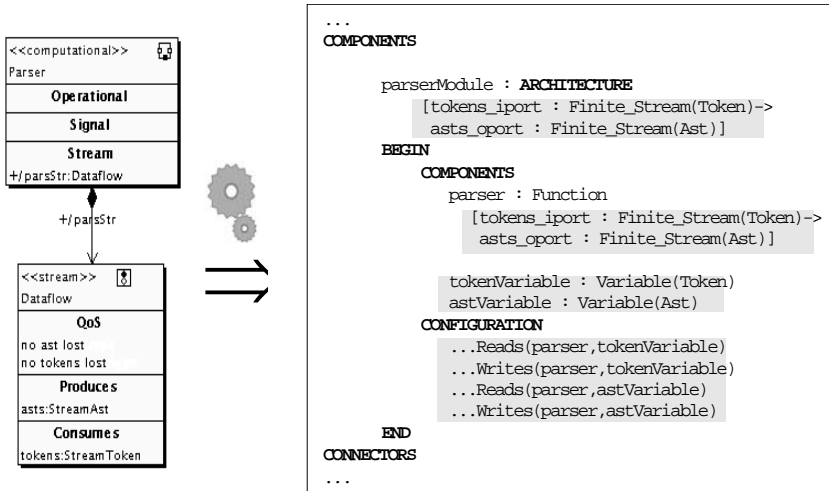 <<computational>>
Parser
Operational
Signal
Stream
+/parsStr:Dataflow
+/parsStr
<<stream>>
Dataflow
QoS
no ast lost
no tokens lost
Produces
asts:StreamAst
Consumes
tokens:StreamToken
...
COMPONENTS
parserModule : ARCHITECTURE
[tokens_iport : Finite_Stream(Token)->
asts_oport : Finite_Stream(Ast)]
BEGIN
COMPONENTS
parser : Function
[tokens_iport : Finite_Stream(Token)->
asts_oport : Finite_Stream(Ast)]
tokenVariable : Variable(Token)
astVariable : Variable(Ast)
CONFIGURATION
...Reads(parser,tokenVariable)
...Writes(parser,tokenVariable)
...Reads(parser,astVariable)
...Writes(parser,astVariable)
END
CONNECTORS
...